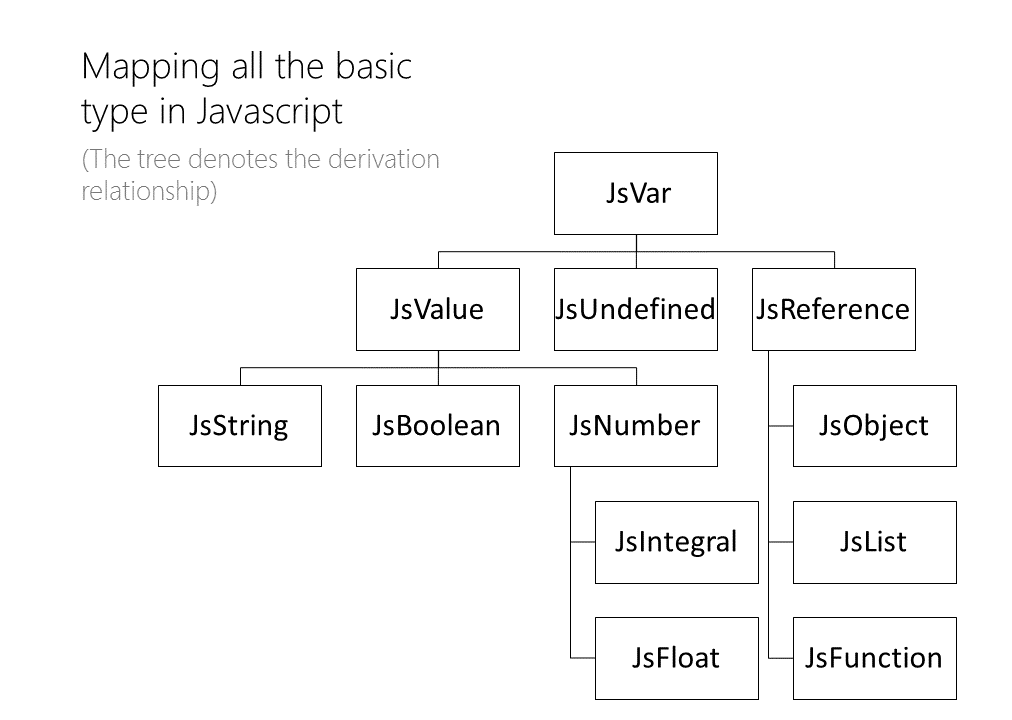 Mapping all the basic
type in Javascript
(The tree denotes the derivation
relationship)
JsVar
JsValue
JsUndefined
JsReference
JsString
JsBoolean
JsNumber
JsObject
JsIntegral
JsList
JsFloat
JsFunction